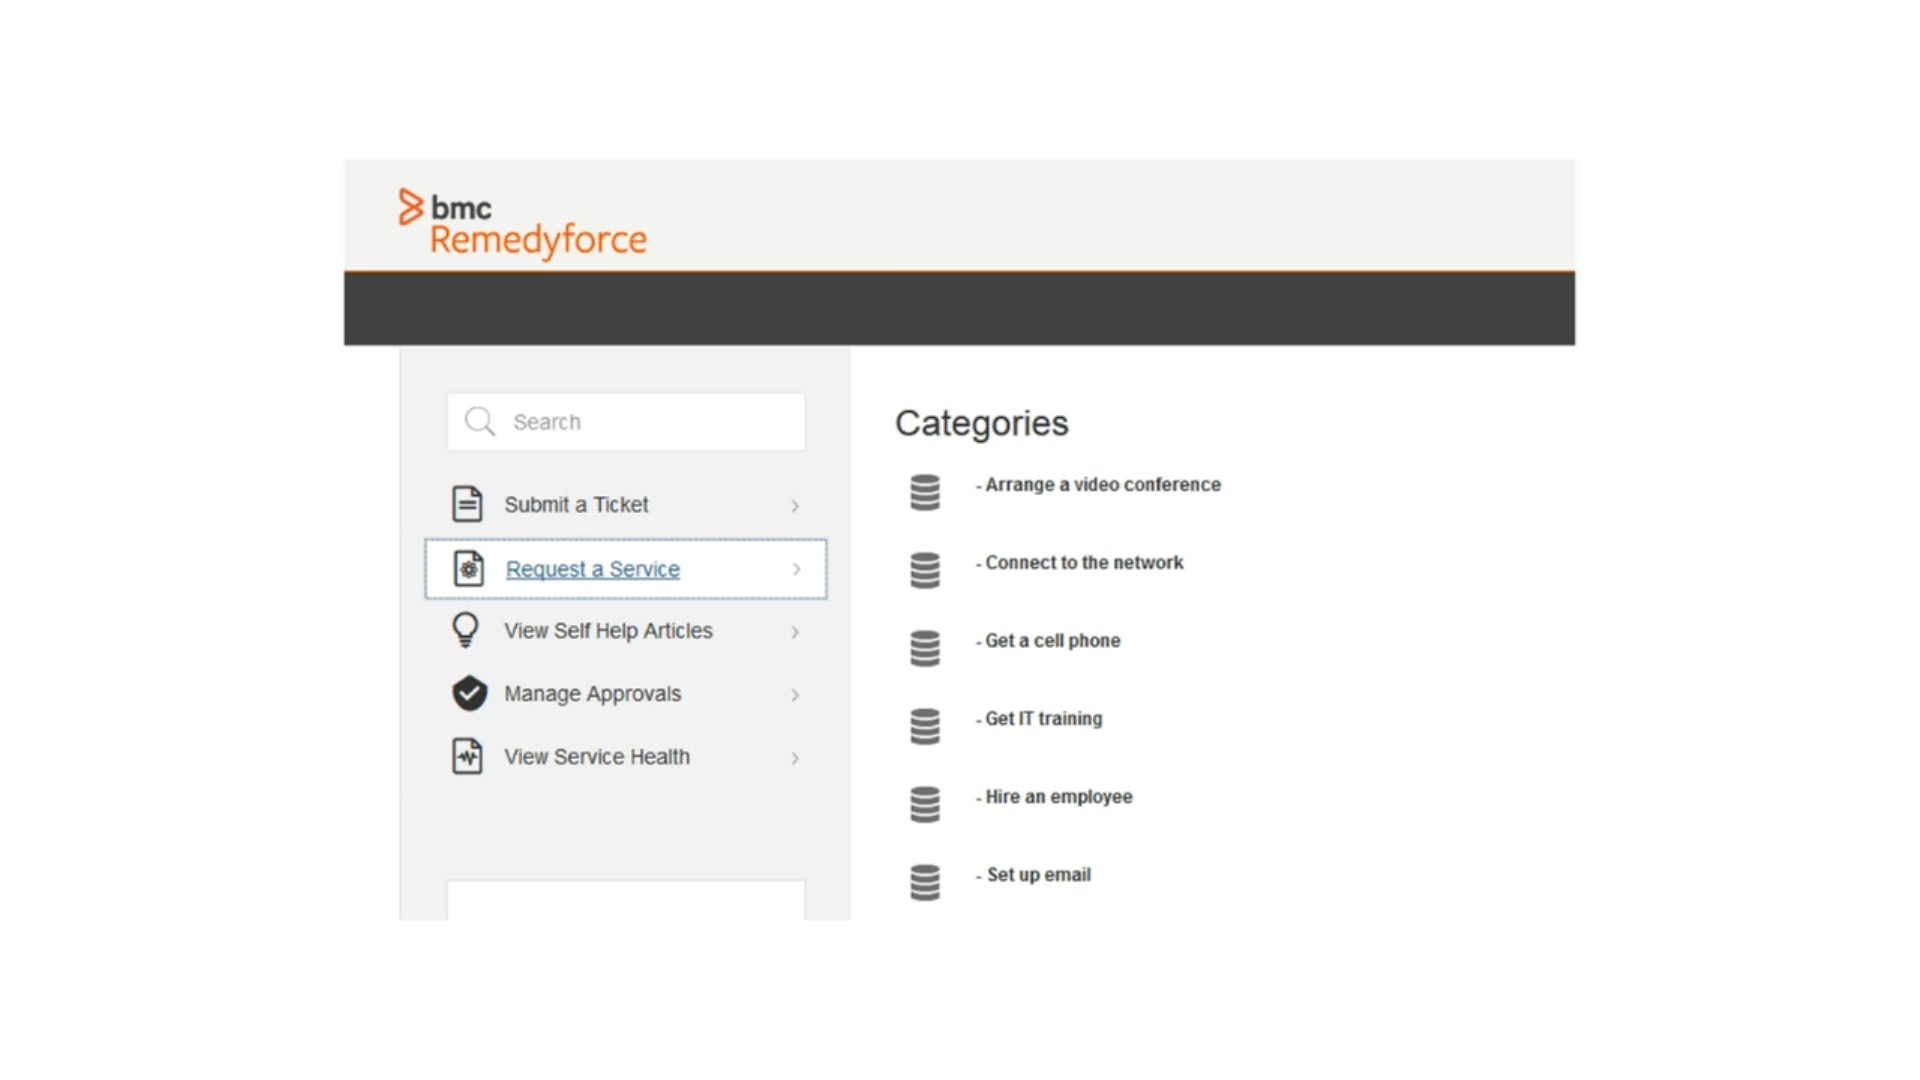 bmc
Remedyforce
Search
Submit a Ticket
Request a Service
View Self Help Articles
Manage Approvals
View Service Health
Categories
- Arrange a video conference
- Connect to the network
- Get a cell phone
- Get IT training
- Hire an employee
- Set up email